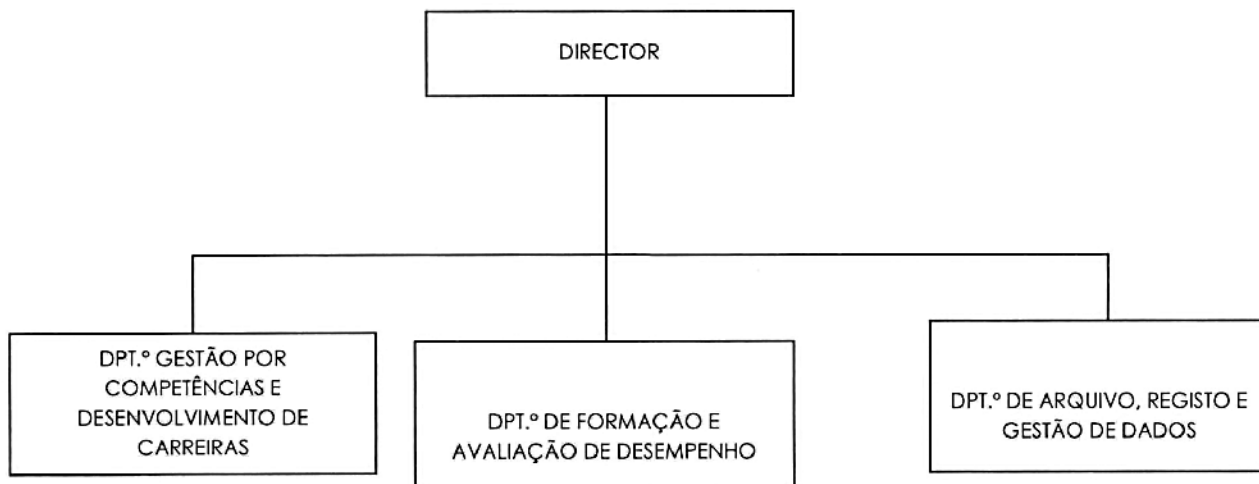 DIRECTOR
DPT.º GESTÃO POR
COMPETÊNCIAS E
DESENVOLVIMENTO DE
CARREIRAS
DPT.º DE FORMAÇÃO E
AVALIAÇÃO DE DESEMPENHO
DPT.º DE ARQUIVO, REGISTO E
GESTÃO DE DADOS